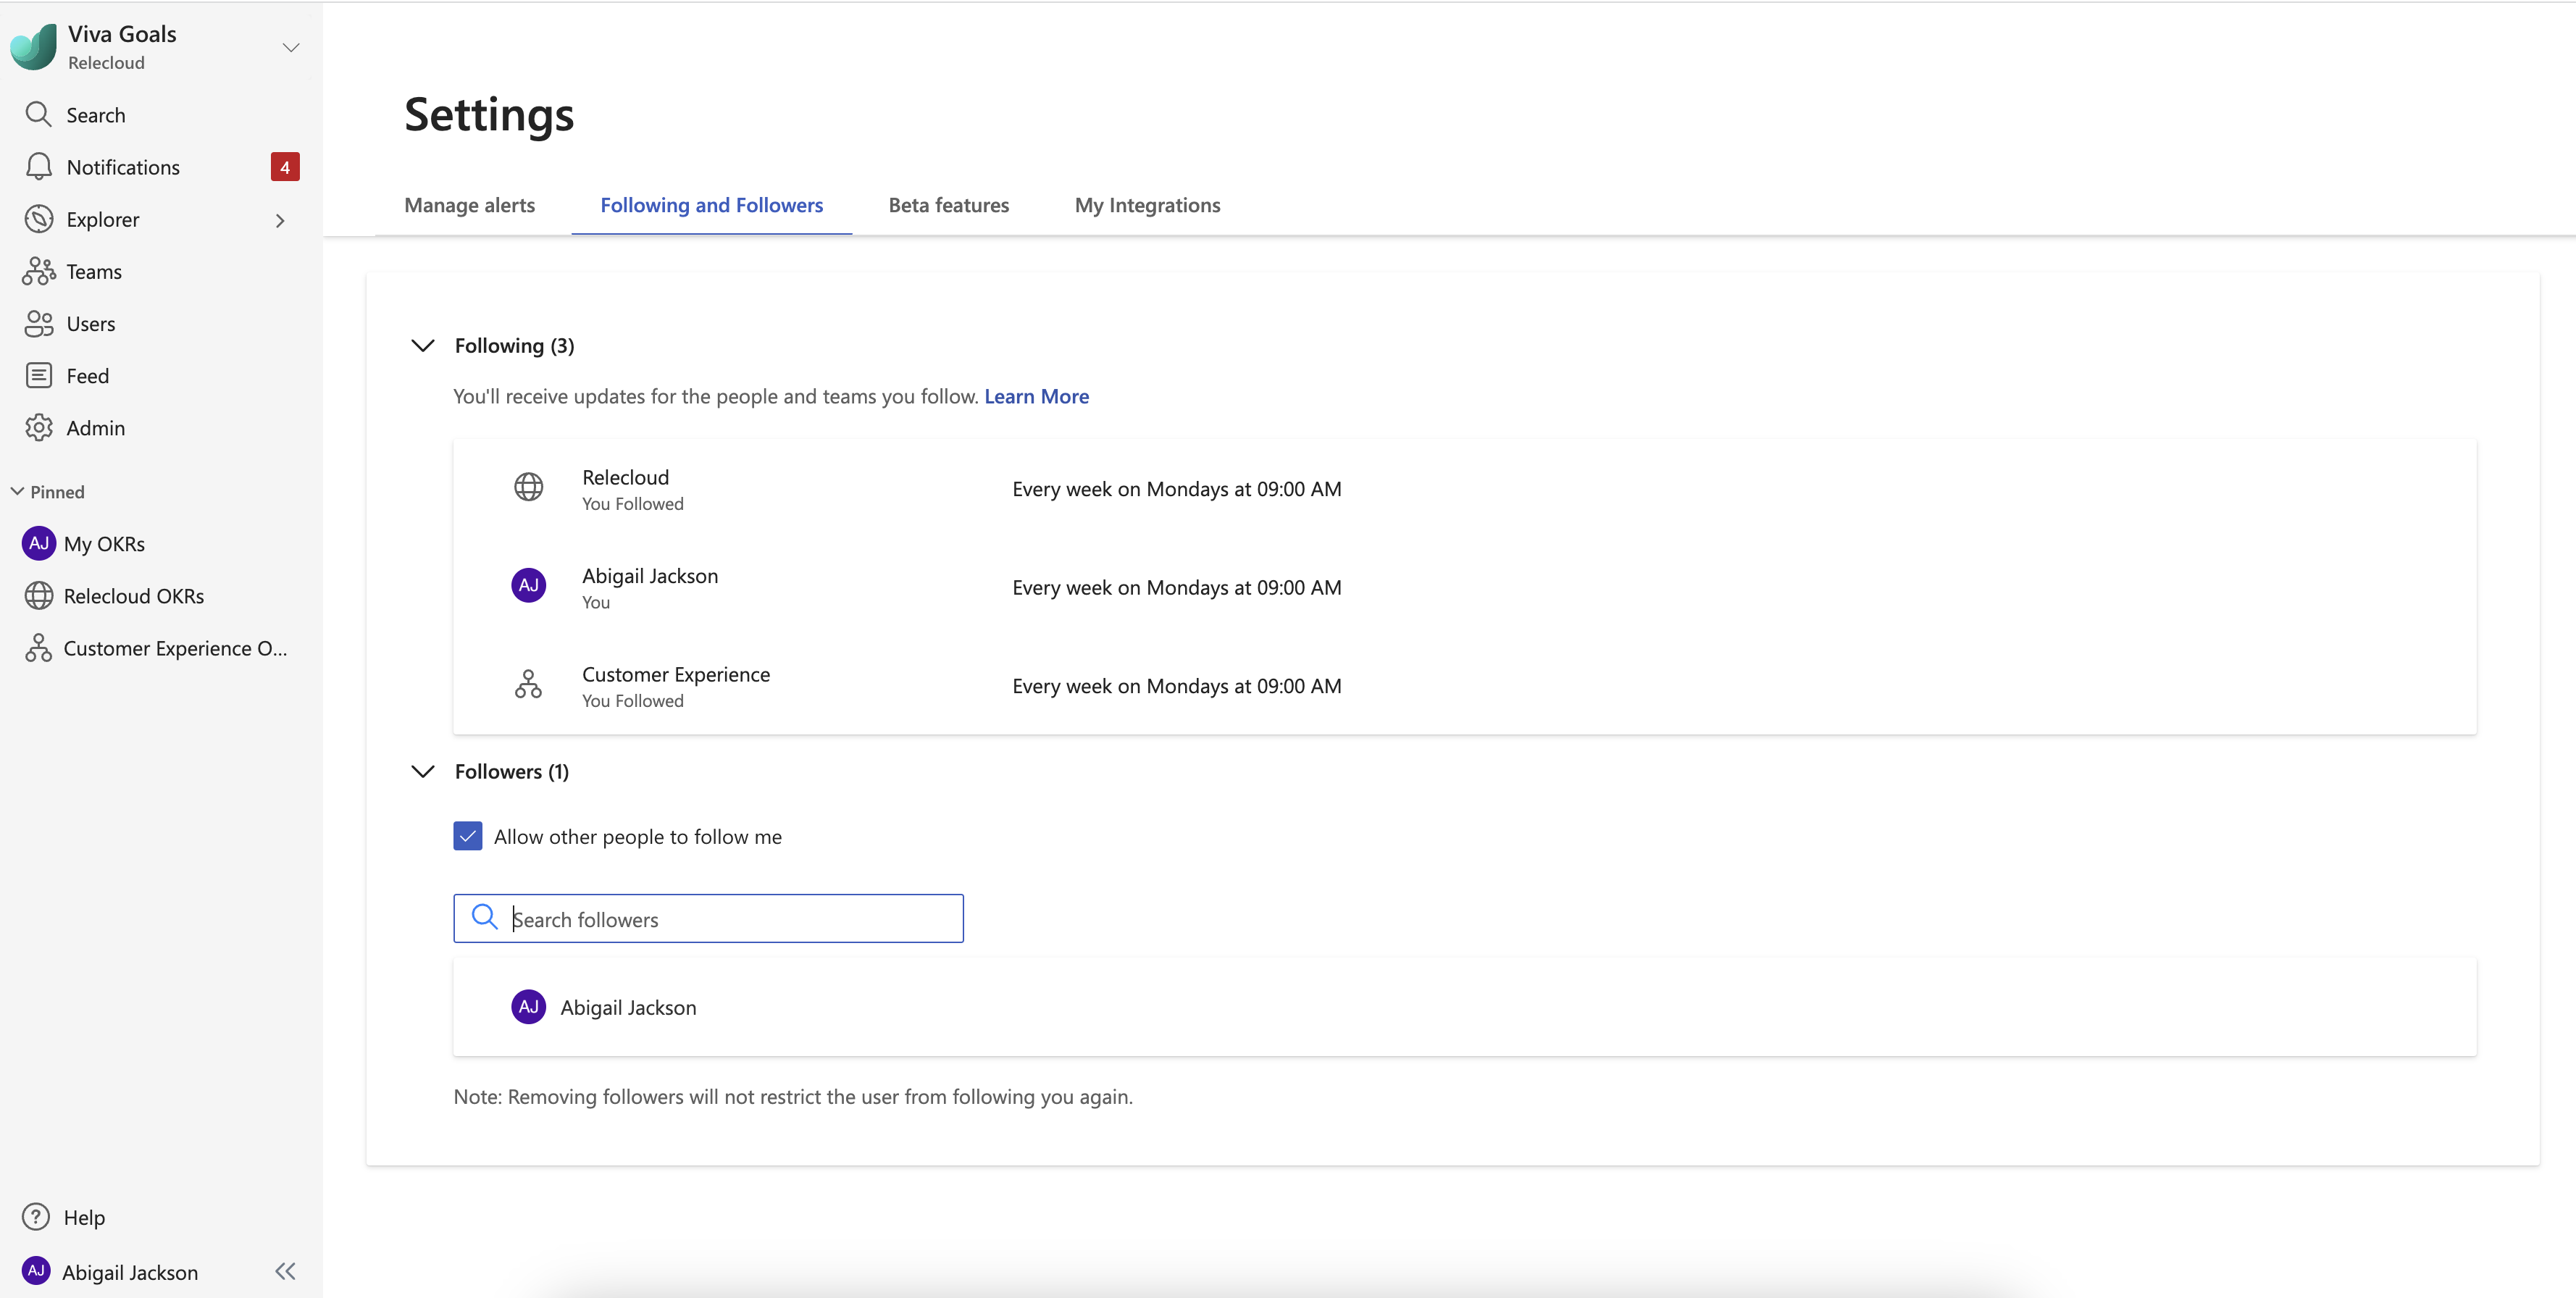 Viva Goals
Relecloud
Search
Notifications 4
Explorer
Teams
Users
Feed
Admin
Pinned
AJ My OKRs
Relecloud OKRs
Customer Experience O...
Help
AJ Abigail Jackson
Settings
Manage alerts Following and Followers Beta features My Integrations
Following (3)
You'll receive updates for the people and teams you follow. Learn More
Relecloud
You Followed
Every week on Mondays at 09:00 AM
AJ Abigail Jackson
You
Every week on Mondays at 09:00 AM
Customer Experience
You Followed
Every week on Mondays at 09:00 AM
Followers (1)
Allow other people to follow me
Search followers
AJ Abigail Jackson
Note: Removing followers will not restrict the user from following you again.